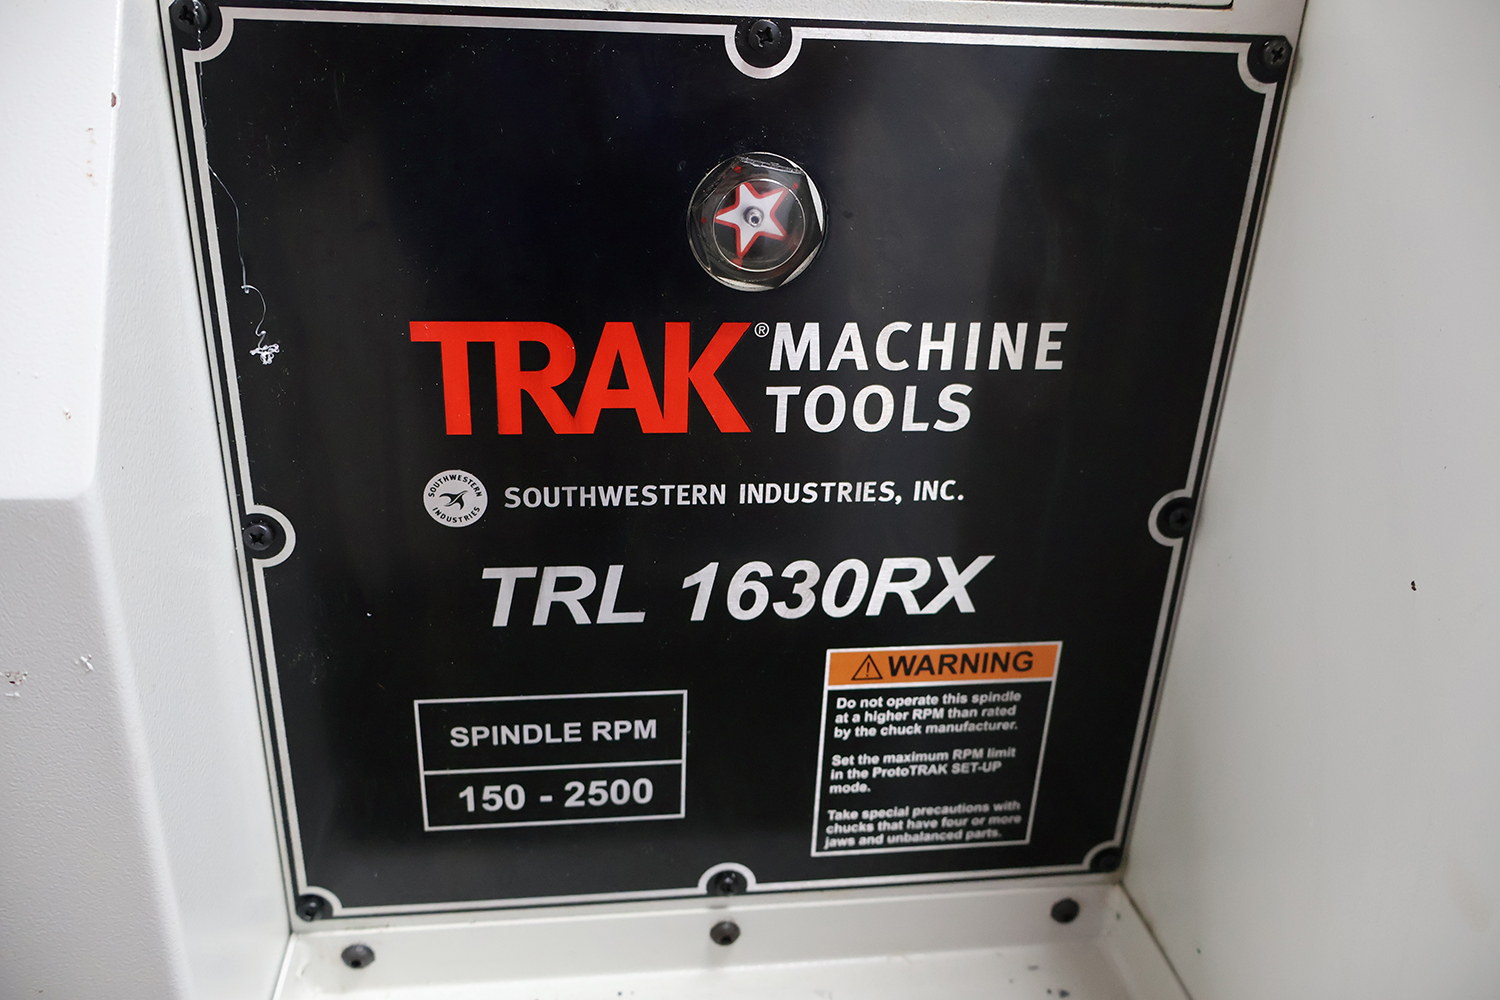 TRAK® MACHINE
TOOLS
SOUTHWESTERN
INDUSTRIES
SOUTHWESTERN INDUSTRIES, INC.
TRL 1630RX
SPINDLE RPM
150 - 2500
WARNING
Do not operate this spindle
at a higher RPM than rated
by the chuck manufacturer.
Set the maximum RPM limit
in the ProtoTRAK SET-UP
mode.
Take special precautions with
chucks that have four or more
jaws and unbalanced parts.